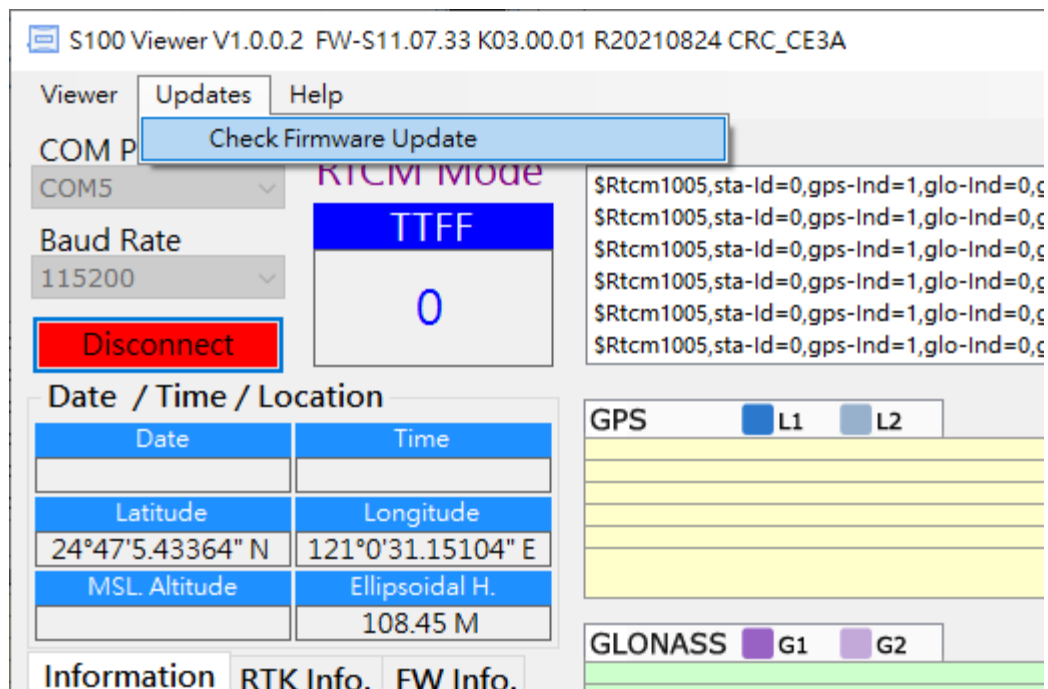 S100 Viewer V1.0.0.2 FW-S11.07.33 K03.00.01 R20210824 CRC_CE3A
Viewer Updates Help
Check Firmware Update
COM P
COM5
RTCM Mode
TTFF
0
Baud Rate
115200
Disconnect
$Rtcm1005,sta-Id=0,gps-Ind=1,glo-Ind=0,g
$Rtcm1005,sta-Id=0,gps-Ind=1,glo-Ind=0,g
$Rtcm1005,sta-Id=0,gps-Ind=1,glo-Ind=0,g
$Rtcm1005,sta-Id=0,gps-Ind=1,glo-Ind=0,g
$Rtcm1005,sta-Id=0,gps-Ind=1,glo-Ind=0,g
$Rtcm1005,sta-Id=0,gps-Ind=1,glo-Ind=0,g
Date / Time / Location
Date Time
Latitude Longitude
24°47'5.43364" N 121°0'31.15104" E
MSL. Altitude Ellipsoidal H.
108.45 M
GPS L1 L2
GLONASS G1 G2
Information RTK Info. FW Info.